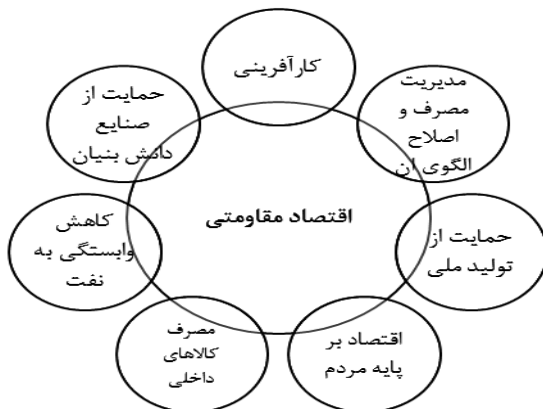 کارآفرینی
مدیریت
مصرف و
اصلاح
الگوی ان
حمایت از
تولید ملی
اقتصاد بر
پایه مردم
مصرف
کالاهای
داخلی
کاهش
وابستگی به
نفت
حمایت از
صنایع
دانش بنیان
اقتصاد مقاومتی